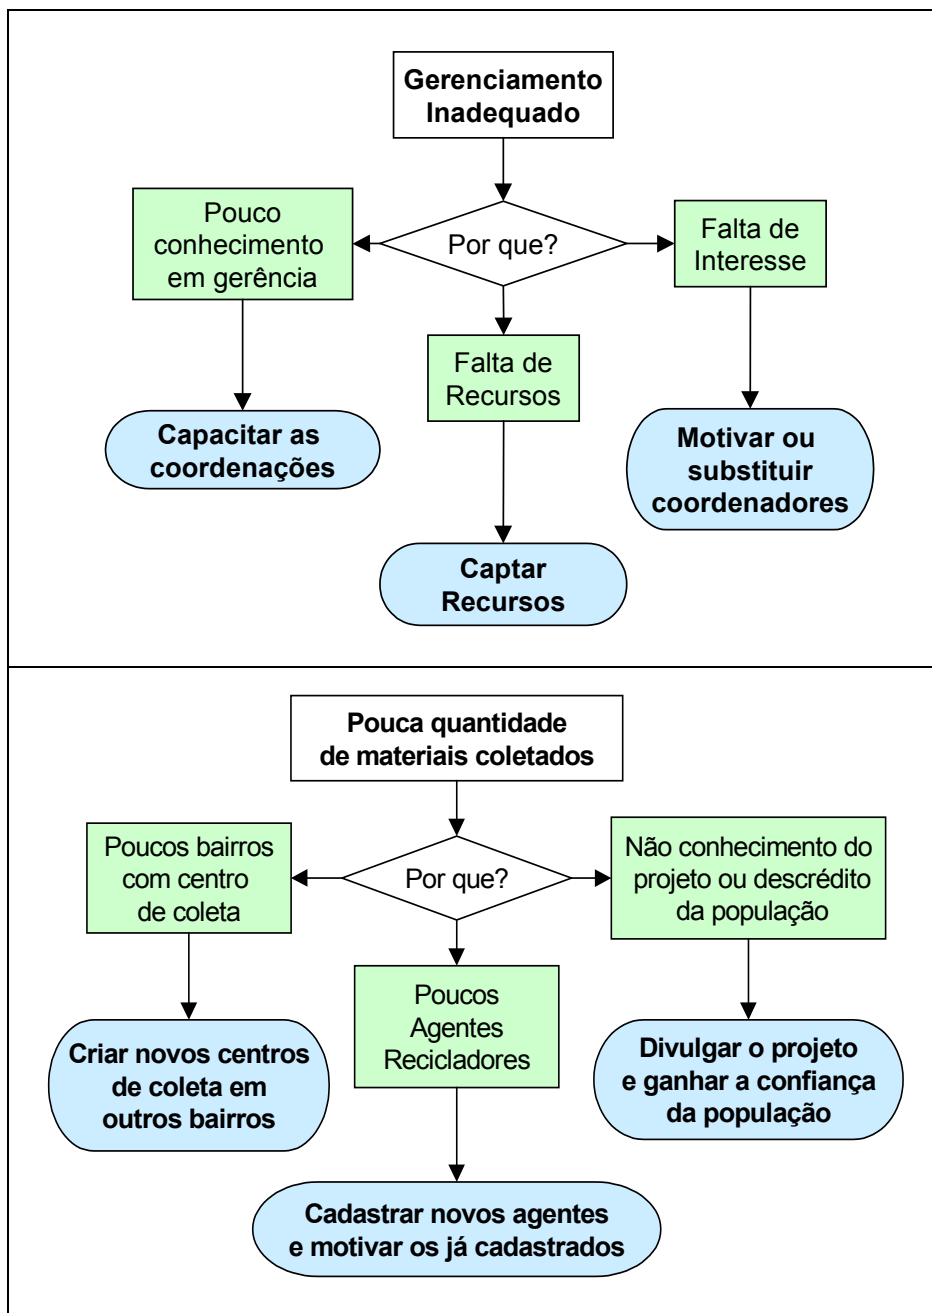 Gerenciamento
Inadequado
Por que?
Pouco
conhecimento
em gerência
Falta de
Interesse
Falta de
Recursos
Capacitar as
coordenações
Motivar ou
substituir
coordenadores
Captar
Recursos
Pouca quantidade
de materiais coletados
Por que?
Poucos bairros
com centro
de coleta
Não conhecimento do
projeto ou descrédito
da população
Poucos
Agentes
Recicladores
Criar novos centros
de coleta em
outros bairros
Divulgar o projeto
e ganhar a confiança
da população
Cadastrar novos agentes
e motivar os já cadastrados